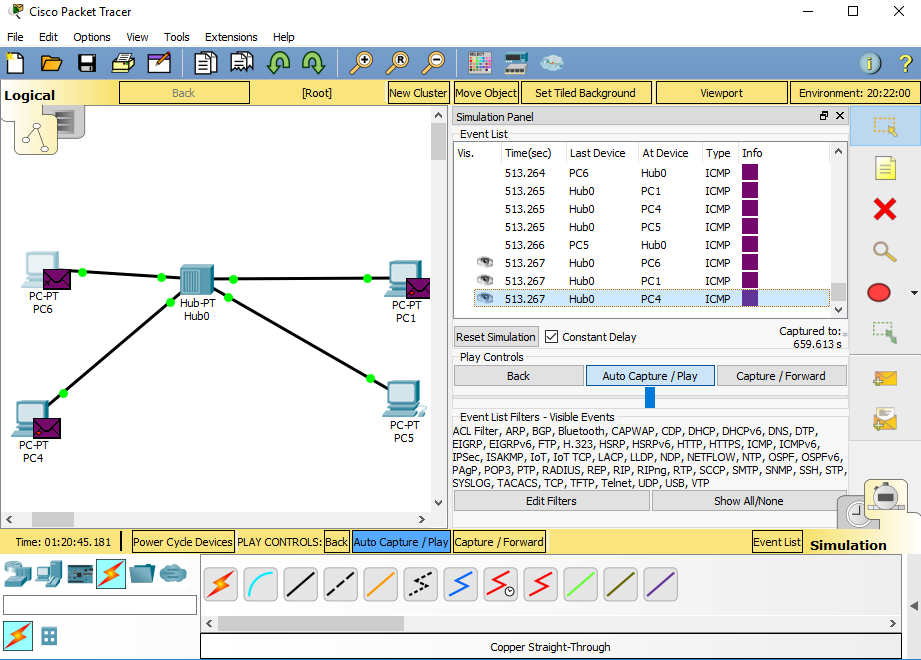 Cisco Packet Tracer
File Edit Options View Tools Extensions Help
Logical Back [Root] New Cluster Move Object Set Tiled Background Viewport Environment: 20:22:00
Simulation Panel
Event List
Vis. Time(sec) Last Device At Device Type Info
513.264 PC6 Hub0 ICMP
513.265 Hub0 PC1 ICMP
513.265 Hub0 PC4 ICMP
513.265 Hub0 PC5 ICMP
513.266 PC5 Hub0 ICMP
513.267 Hub0 PC6 ICMP
513.267 Hub0 PC1 ICMP
513.267 Hub0 PC4 ICMP
Reset Simulation Constant Delay Captured to:
659.613 s
Play Controls
Back Auto Capture / Play Capture / Forward
Event List Filters - Visible Events
ACL Filter, ARP, BGP, Bluetooth, CAPWAP, CDP, DHCP, DHCPv6, DNS, DTP,
EIGRP, EIGRPv6, FTP, H.323, HSRP, HSRPv6, HTTP, HTTPS, ICMP, ICMPv6,
IPSec, ISAKMP, IoT, IoT TCP, LACP, LLDP, NDP, NETFLOW, NTP, OSPF, OSPFv6,
PAgP, POP3, PTP, RADIUS, REP, RIP, RIPng, RTP, SCCP, SMTP, SNMP, SSH, STP,
SYSLOG, TACACS, TCP, TFTP, Telnet, UDP, USB, VTP
Edit Filters Show All/None
PC-PT
PC6
Hub-PT
Hub0
PC-PT
PC1
PC-PT
PC4
PC-PT
PC5
Time: 01:20:45.181 Power Cycle Devices PLAY CONTROLS: Back Auto Capture / Play Capture / Forward Event List Simulation
Copper Straight-Through